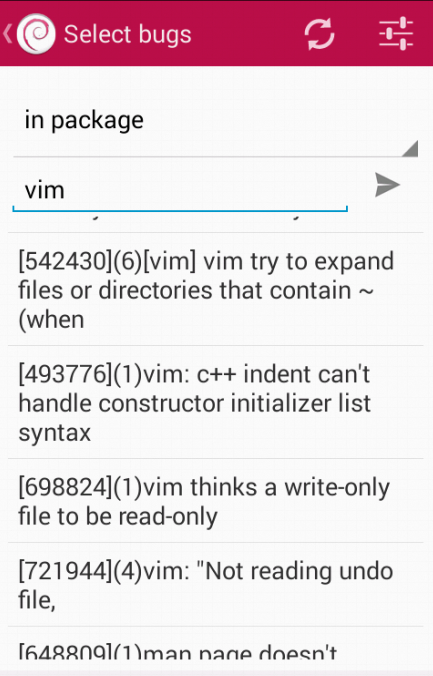 Select bugs
in package
vim
[542430](6)[vim] vim try to expand
files or directories that contain ~
(when
[493776](1)vim: c++ indent can't
handle constructor initializer list
syntax
[698824](1)vim thinks a write-only
file to be read-only
[721944](4)vim: "Not reading undo
file,
[648809](1)man page doesn't